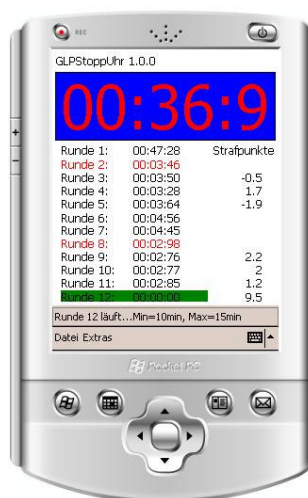 REC
GLPStoppUhr 1.0.0
00:36:9
Runde 1: 00:47:28 Strafpunkte
Runde 2: 00:03:46
Runde 3: 00:03:50 -0.5
Runde 4: 00:03:28 1.7
Runde 5: 00:03:64 -1.9
Runde 6: 00:04:56
Runde 7: 00:04:45
Runde 8: 00:02:98
Runde 9: 00:02:76 2.2
Runde 10: 00:02:77 2
Runde 11: 00:02:85 1.2
Runde 12: 00:00:00 9.5
Runde 12 läuft...Min=10min, Max=15min
Datei Extras
Pocket PC